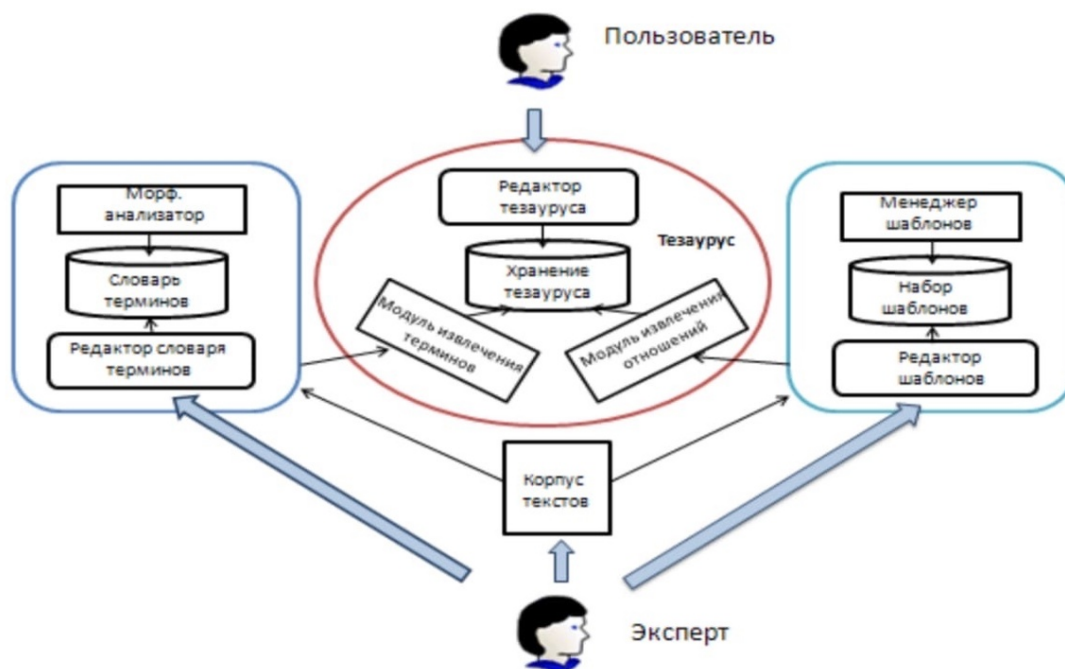 Пользователь
Морф.
анализатор
Словарь
терминов
Редактор словаря
терминов
Редактор
тезауруса
Тезаурус
Хранение
тезауруса
Модуль извлечения
терминов
Модуль извлечения
отношений
Менеджер
шаблонов
Набор
шаблонов
Редактор
шаблонов
Корпус
текстов
Эксперт